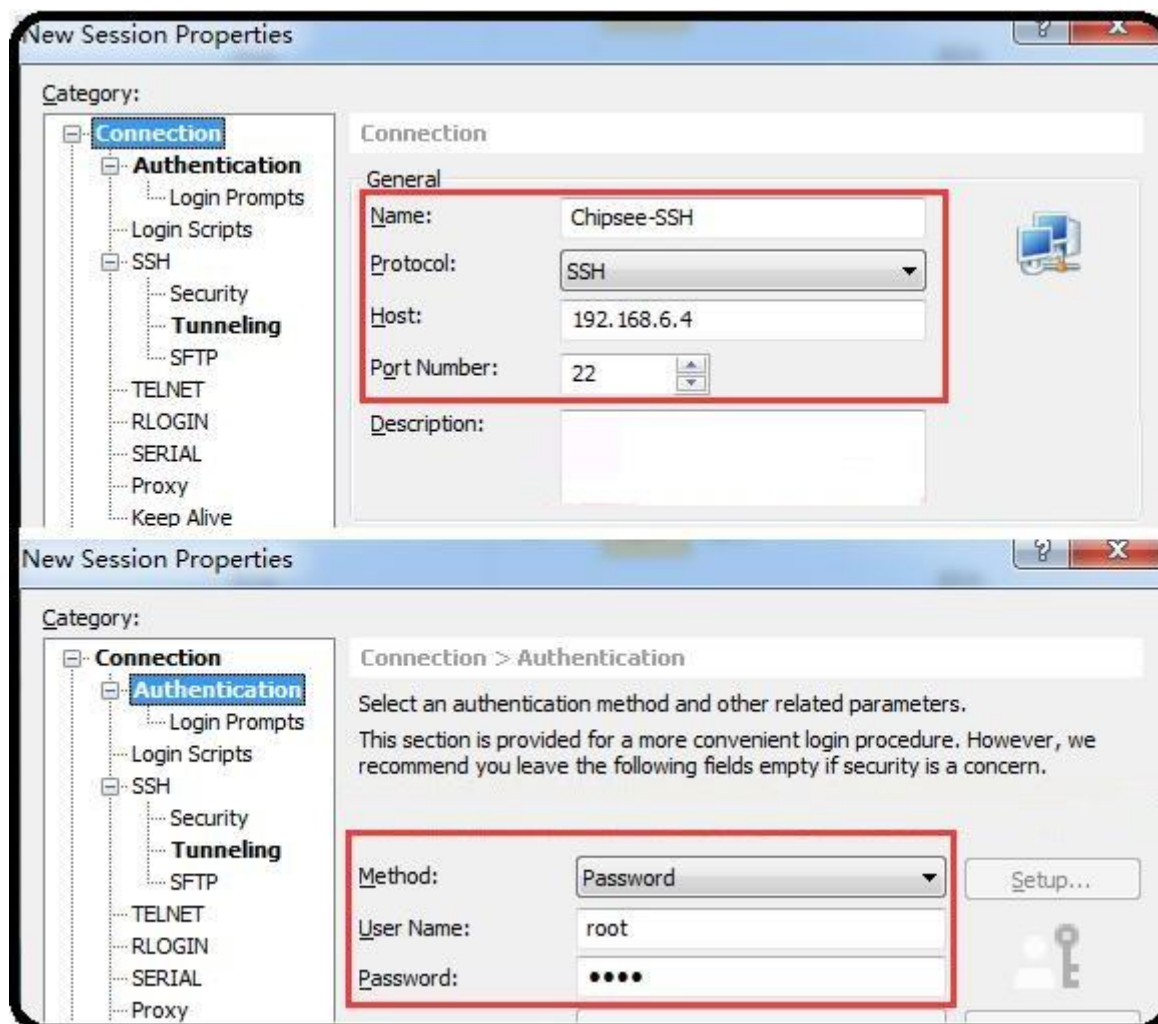 New Session Properties
Category:
Connection
Authentication
Login Prompts
Login Scripts
SSH
Security
Tunneling
SFTP
TELNET
RLOGIN
SERIAL
Proxy
Keep Alive
Connection
General
Name: Chipsee-SSH
Protocol: SSH
Host: 192.168.6.4
Port Number: 22
Description:
New Session Properties
Category:
Connection
Authentication
Login Prompts
Login Scripts
SSH
Security
Tunneling
SFTP
TELNET
RLOGIN
SERIAL
Proxy
Connection > Authentication
Select an authentication method and other related parameters.
This section is provided for a more convenient login procedure. However, we
recommend you leave the following fields empty if security is a concern.
Method: Password Setup...
User Name: root
Password: ••••